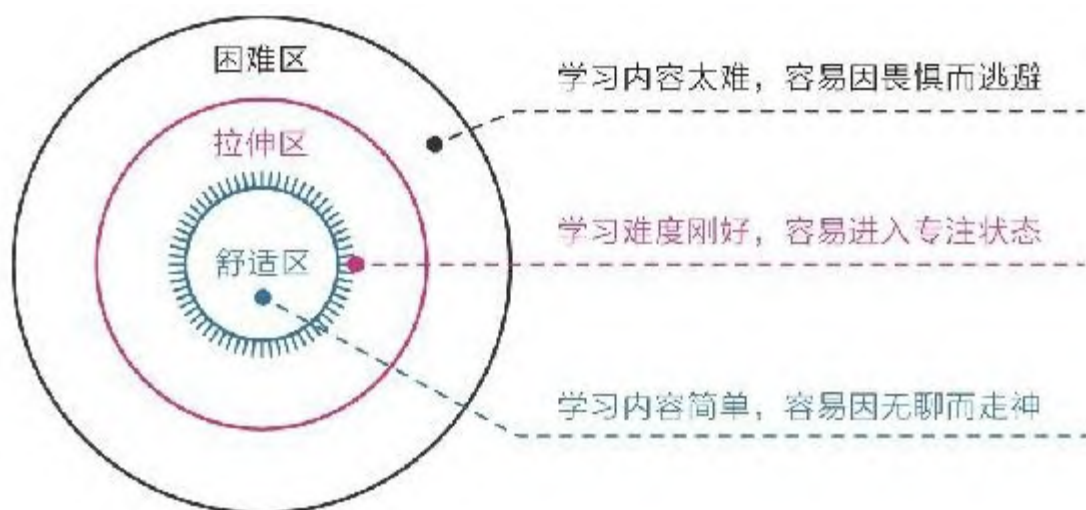 困难区
学习内容太难，容易因畏惧而逃避
拉伸区
学习难度刚好，容易进入专注状态
舒适区
学习内容简单，容易因无聊而走神